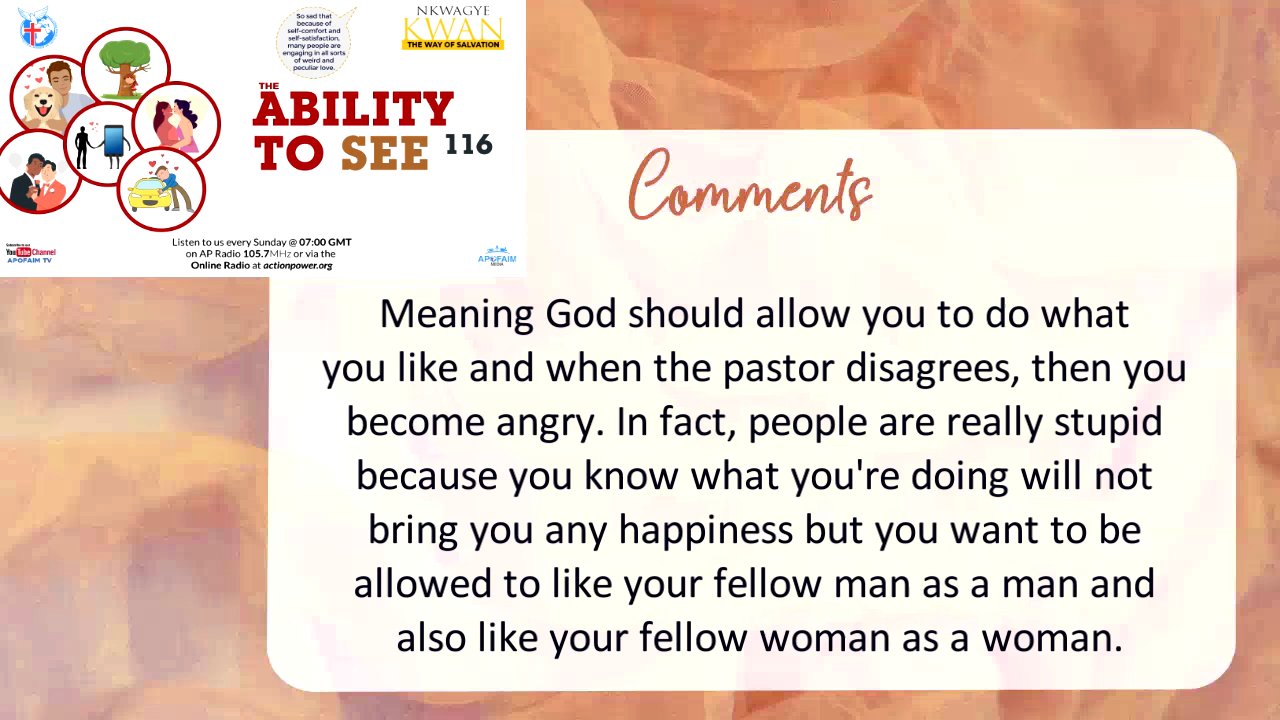 So sad that
because of
self-comfort and
self-satisfaction,
many people are
engaging in all sorts
of weird and
peculiar love.
NKWAGYE
KWAN
THE WAY OF SALVATION
THE
ABILITY
TO SEE 116
Listen to us every Sunday @ 07:00 GMT
on AP Radio 105.7MHz or via the
Online Radio at actionpower.org
Subscribe to our
YouTube Channel
APOFAIM TV
APOFAIM
MEDIA
Comments
Meaning God should allow you to do what
you like and when the pastor disagrees, then you
become angry. In fact, people are really stupid
because you know what you're doing will not
bring you any happiness but you want to be
allowed to like your fellow man as a man and
also like your fellow woman as a woman.